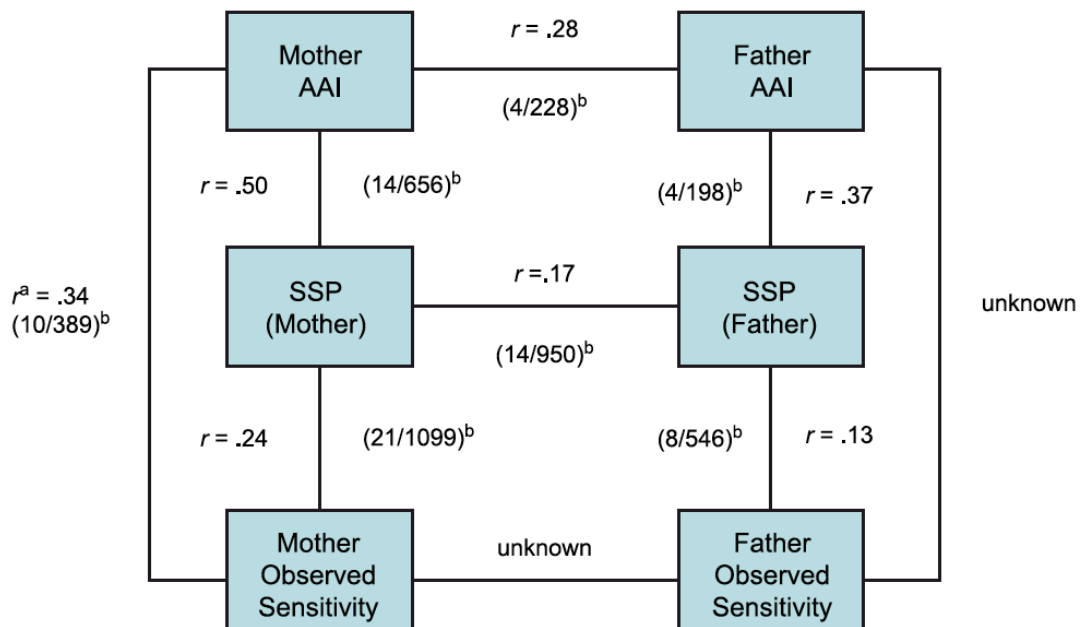 r = .28
Mother
AAI
Father
AAI
(4/228)b
r = .50
(14/656)b
(4/198)b
r = .37
r =.17
SSP
(Mother)
SSP
(Father)
ra = .34
(10/389)b
unknown
(14/950)b
r = .24
(21/1099)b
(8/546)b
r = .13
Mother
Observed
Sensitivity
unknown
Father
Observed
Sensitivity